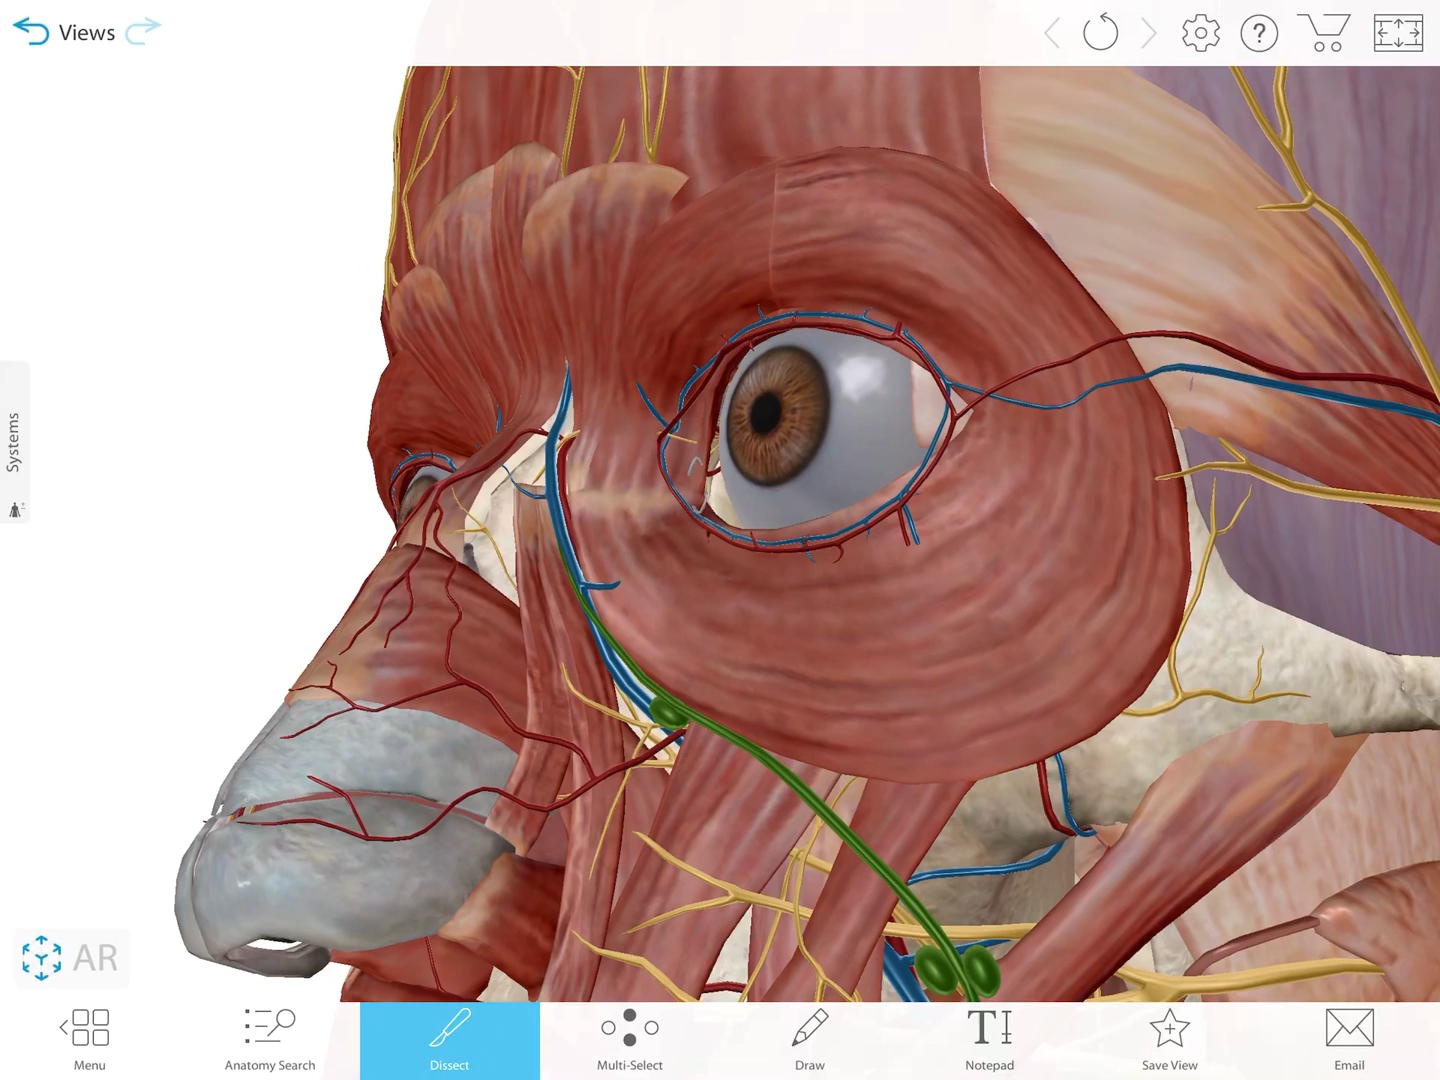 Views
?
Systems
AR
Menu
Anatomy Search
Dissect
Multi-Select
Draw
T
Notepad
Save View
Email